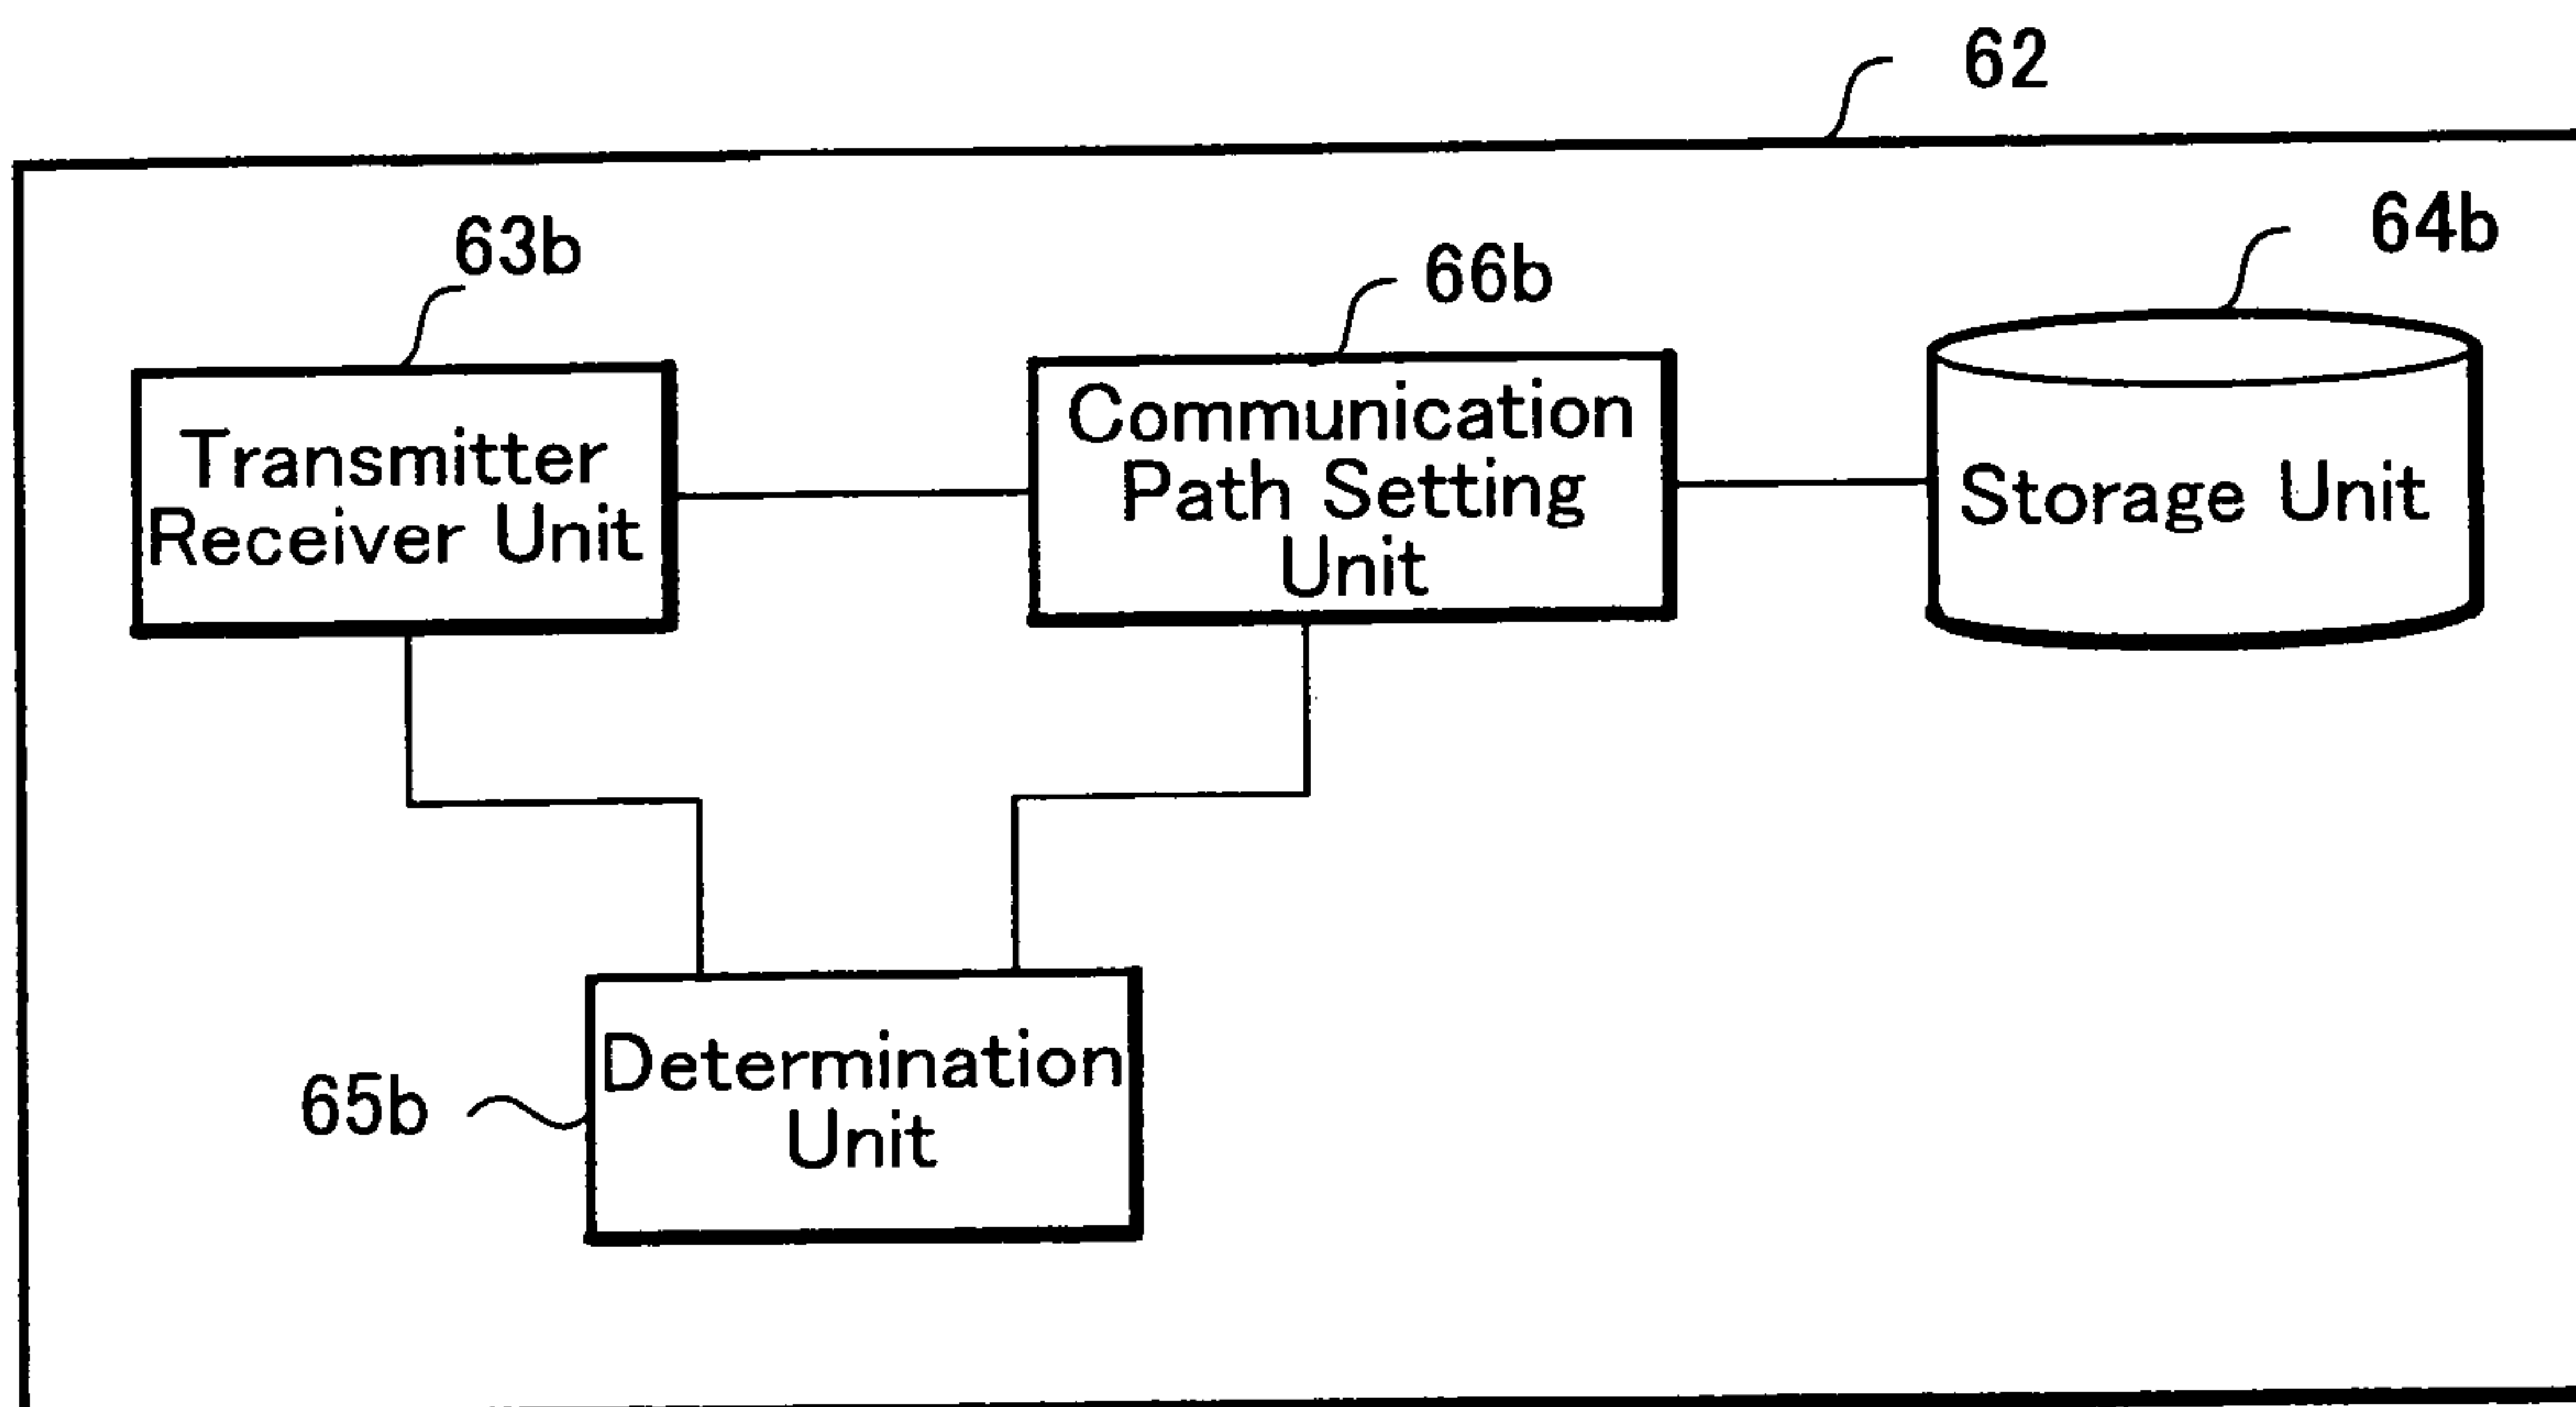 62
63b
66b
64b
Transmitter
Receiver Unit
Communication
Path Setting
Unit
Storage Unit
65b
Determination
Unit